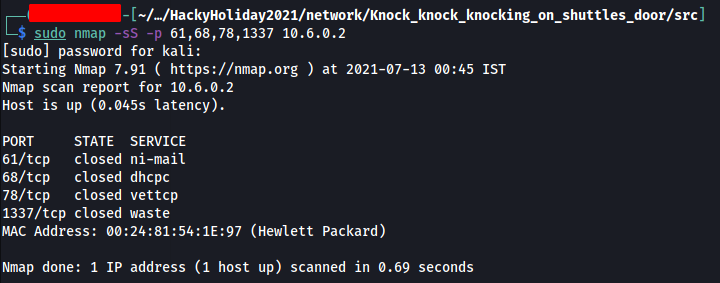 -[~/…/HackyHoliday2021/network/Knock_knock_knocking_on_shuttles_door/src]
$ sudo nmap -sS -p 61,68,78,1337 10.6.0.2
[sudo] password for kali:
Starting Nmap 7.91 ( https://nmap.org ) at 2021-07-13 00:45 IST
Nmap scan report for 10.6.0.2
Host is up (0.045s latency).
PORT     STATE  SERVICE
61/tcp   closed ni-mail
68/tcp   closed dhcpc
78/tcp   closed vettcp
1337/tcp closed waste
MAC Address: 00:24:81:54:1E:97 (Hewlett Packard)
Nmap done: 1 IP address (1 host up) scanned in 0.69 seconds